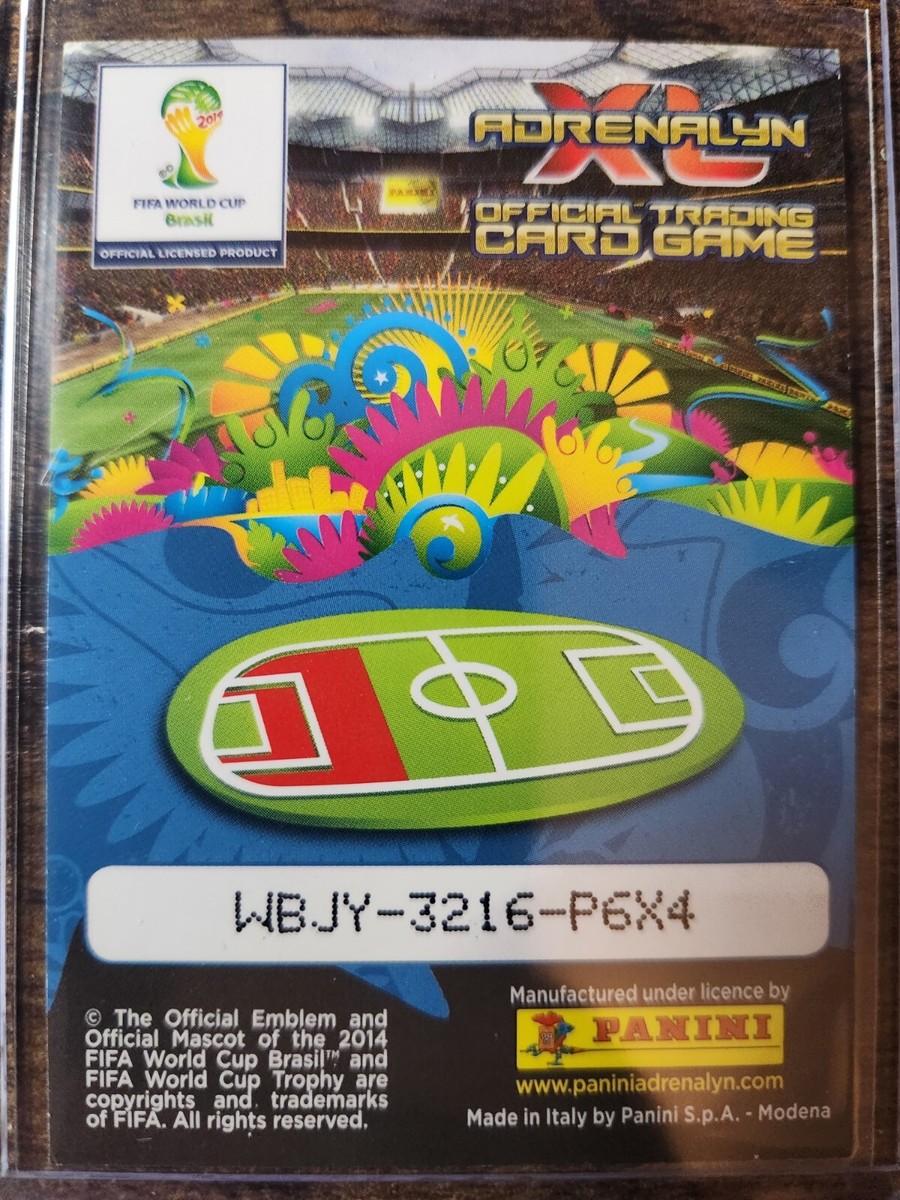 2014
FIFA WORLD CUP
Brasil
OFFICIAL LICENSED PRODUCT
ADRENALYN
XL
OFFICIAL TRADING
CARD GAME
PANINI
WBJY-3216-P6X4
© The Official Emblem and
Official Mascot of the 2014
FIFA World Cup Brasil™ and
FIFA World Cup Trophy are
copyrights and trademarks
of FIFA. All rights reserved.
Manufactured under licence by
PANINI
www.paniniadrenalyn.com
Made in Italy by Panini S.p.A. - Modena